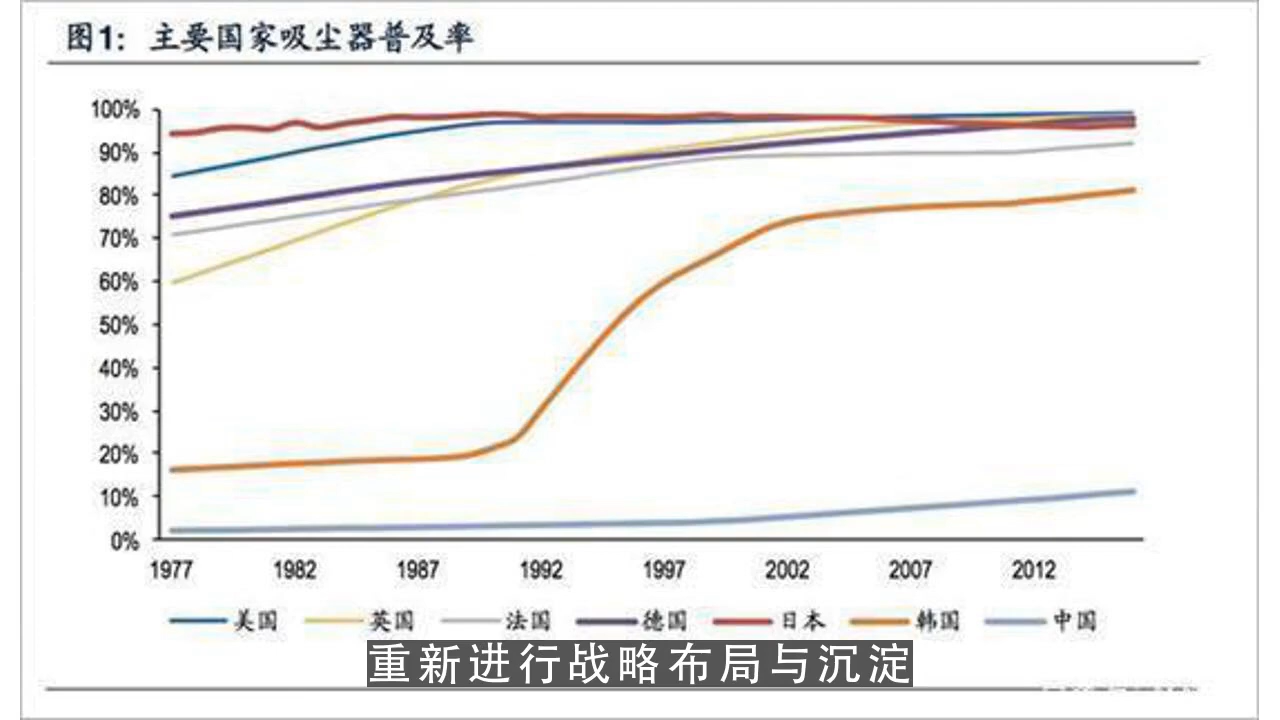 图1：主要国家吸尘器普及率
100%
90%
80%
70%
60%
50%
40%
30%
20%
10%
0%
1977 1982 1987 1992 1997 2002 2007 2012
美国 英国 法国 德国 日本 韩国 中国
重新进行战略布局与沉淀